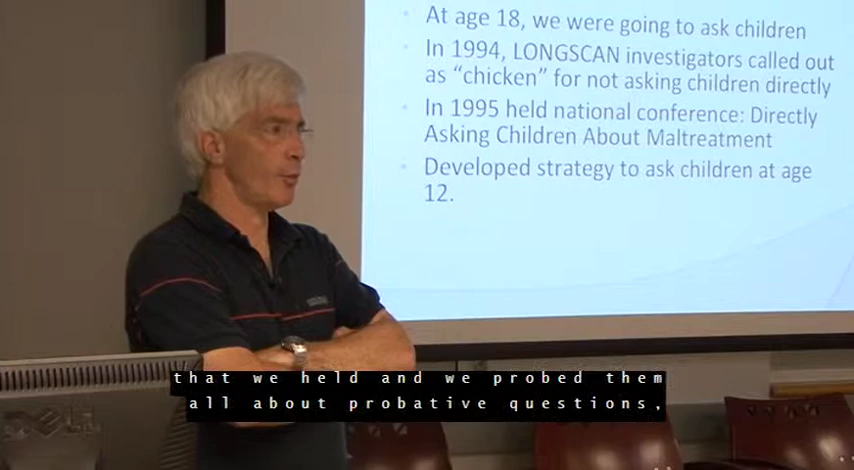 At age 18, we were going to ask children
In 1994, LONGSCAN investigators called out
as “chicken” for not asking children directly
In 1995 held national conference: Directly
Asking Children About Maltreatment
Developed strategy to ask children at age
12.
that we held and we probed them
all about probative questions,
DELL